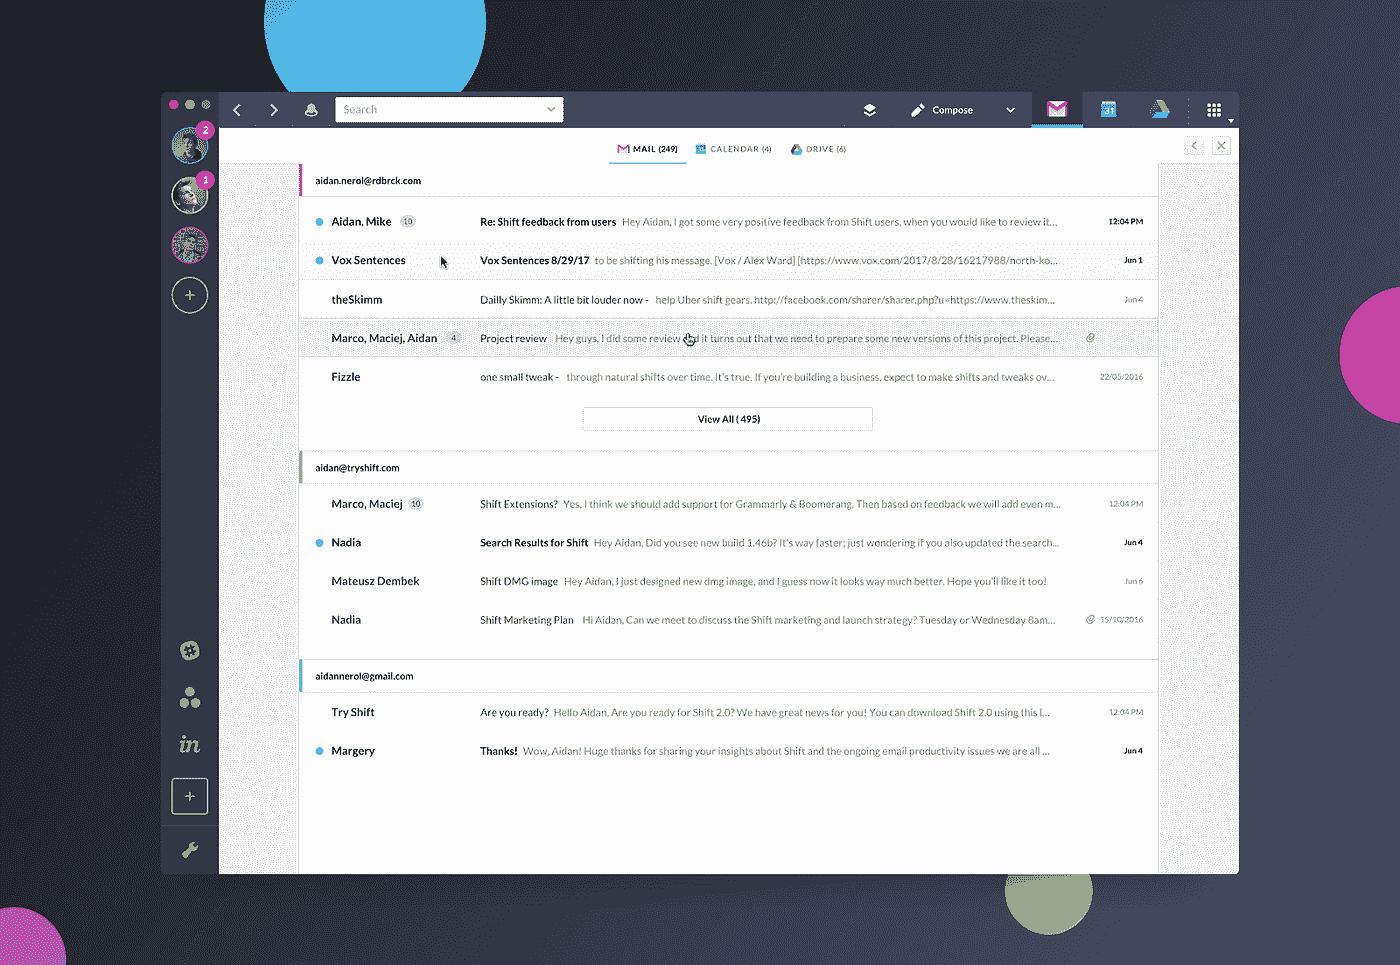 2
1
Search
Compose
31
MAIL (249)
CALENDAR (4)
DRIVE (6)
aidan.nerol@rdbrck.com
Aidan, Mike 10 Re: Shift feedback from users Hey Aidan, I got some very positive feedback from Shift users, when you would like to review it... 12:04 PM
Vox Sentences Vox Sentences 8/29/17 to be shifting his message. [Vox / Alex Ward] [https://www.vox.com/2017/8/28/16217988/north-ko... Jun 1
theSkimm Dailly Skimm: A little bit louder now - help Uber shift gears. http://facebook.com/sharer/sharer.php?u=https://www.theskim... Jun 4
Marco, Maciej, Aidan 4 Project review Hey guys, I did some review it turns out that we need to prepare some new versions of this project. Please...
Fizzle one small tweak - through natural shifts over time. It's true. If you're building a business, expect to make shifts and tweaks ov... 22/05/2016
View All ( 495)
aidan@tryshift.com
Marco, Maciej 10 Shift Extensions? Yes, I think we should add support for Grammarly & Boomerang. Then based on feedback we will add even m... 12:04 PM
Nadia Search Results for Shift Hey Aidan, Did you see new build 1.46b? It's way faster; just wondering if you also updated the search... Jun 4
Mateusz Dembek Shift DMG image Hey Aidan, I just designed new dmg image, and I guess now it looks way much better. Hope you'll like it too! Jun 6
Nadia Shift Marketing Plan Hi Aidan, Can we meet to discuss the Shift marketing and launch strategy? Tuesday or Wednesday 8am... 15/10/2016
aidannerol@gmail.com
Try Shift Are you ready? Hello Aidan, Are you ready for Shift 2.0? We have great news for you! You can download Shift 2.0 using this l... 12:04 PM
Margery Thanks! Wow, Aidan! Huge thanks for sharing your insights about Shift and the ongoing email productivity issues we are all ... Jun 4
in